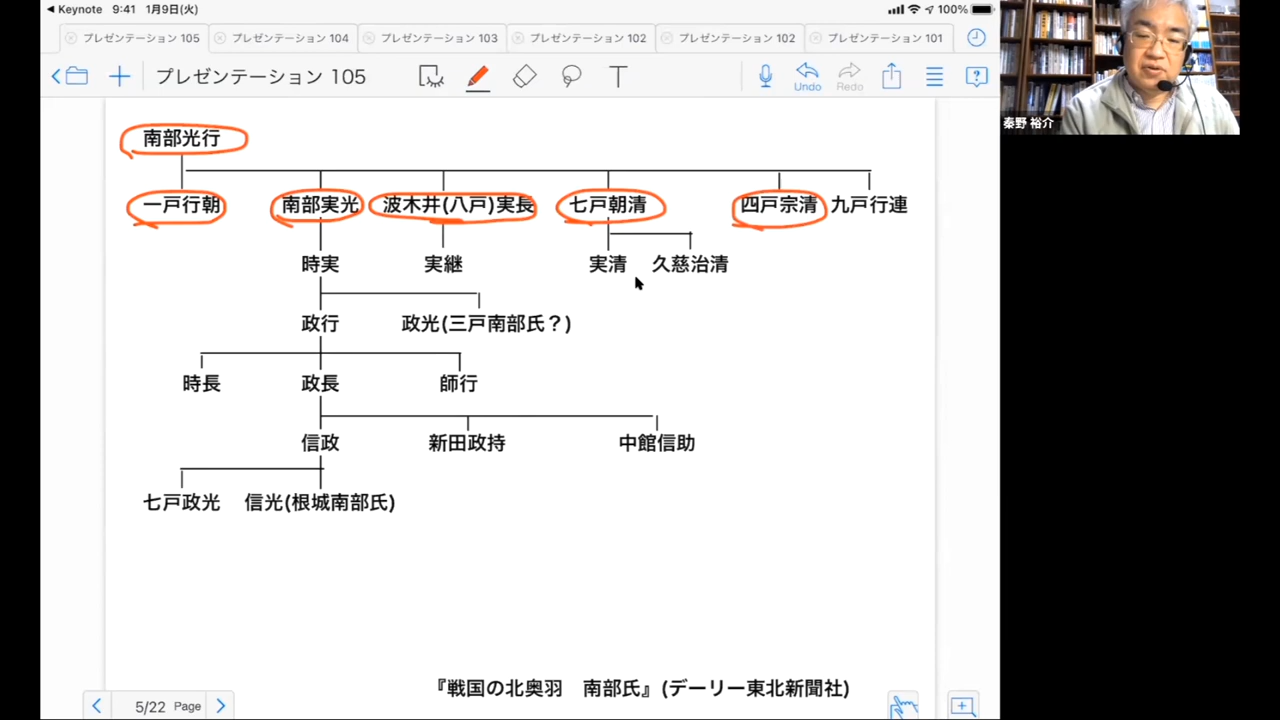 Keynote 9:41 1月9日(火) 100%
プレゼンテーション 105 プレゼンテーション 104 プレゼンテーション 103 プレゼンテーション 102 プレゼンテーション 102 プレゼンテーション 101
プレゼンテーション 105 T Undo Redo ?
秦野 裕介
南部光行
一戸行朝 南部実光 波木井(八戸)実長 七戸朝清 四戸宗清 九戸行連
時実 実継 実清 久慈治清
政行 政光(三戸南部氏？)
時長 政長 師行
信政 新田政持 中館信助
七戸政光 信光(根城南部氏)
『戦国の北奥羽　南部氏』(デーリー東北新聞社)
5/22 Page